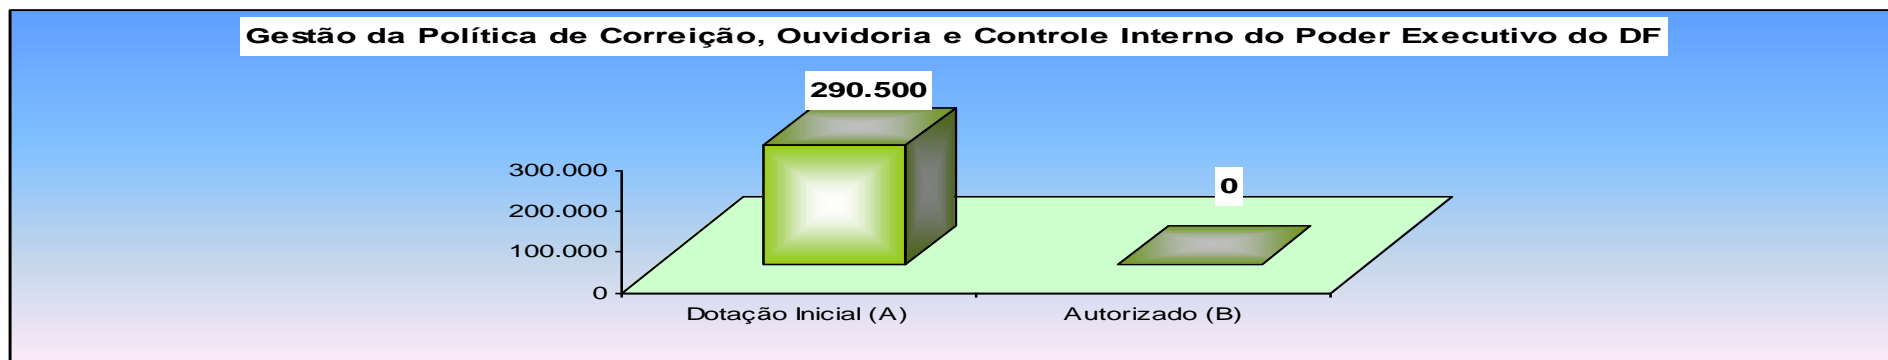 Gestão da Política de Correição, Ouvidoria e Controle Interno do Poder Executivo do DF
290.500
0
300.000
200.000
100.000
0
Dotação Inicial (A)
Autorizado (B)